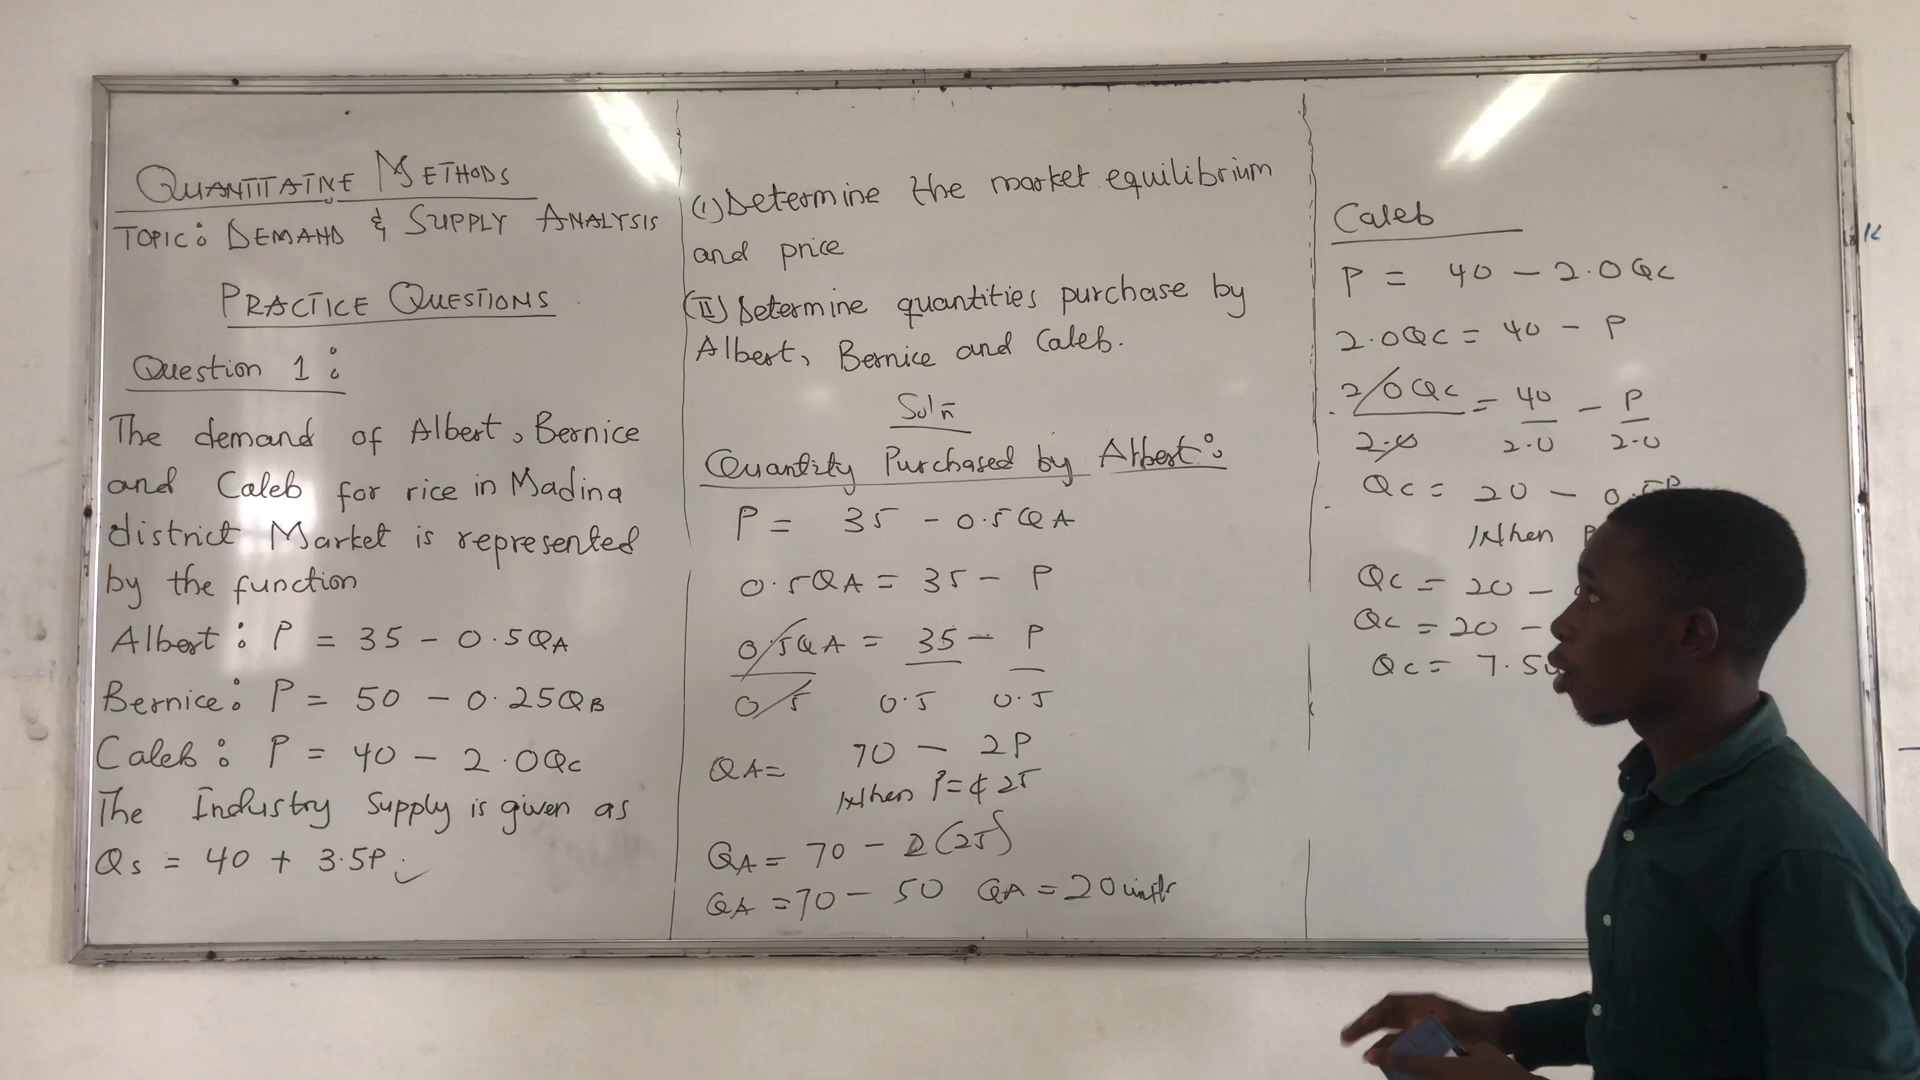 QUANTITATIVE METHODS
TOPIC: DEMAND & SUPPLY ANALYSIS
PRACTICE QUESTIONS
Question 1:
The demand of Albert, Bernice
and Caleb for rice in Madina
district Market is represented
by the function
Albert: P = 35 - 0.5QA
Bernice: P = 50 - 0.25QB
Caleb: P = 40 - 2.0Qc
The Industry Supply is given as
Qs = 40 + 3.5P
(I) Determine the market equilibrium
and price
(II) Determine quantities purchase by
Albert, Bernice and Caleb.
Soln
Quantity Purchased by Albert:
P = 35 - 0.5QA
0.5QA = 35 - P
0.5QA = 35 - P
0.5 0.5 0.5
QA = 70 - 2P
When P=¢25
QA = 70 - 2(25)
QA = 70 - 50 QA = 20units
Caleb
P = 40 - 2.0Qc
2.0Qc = 40 - P
2.0Qc = 40 - P
2.0 2.0 2.0
Qc = 20 - 0.5P
When P
Qc = 20 -
Qc = 20 -
Qc = 7.5